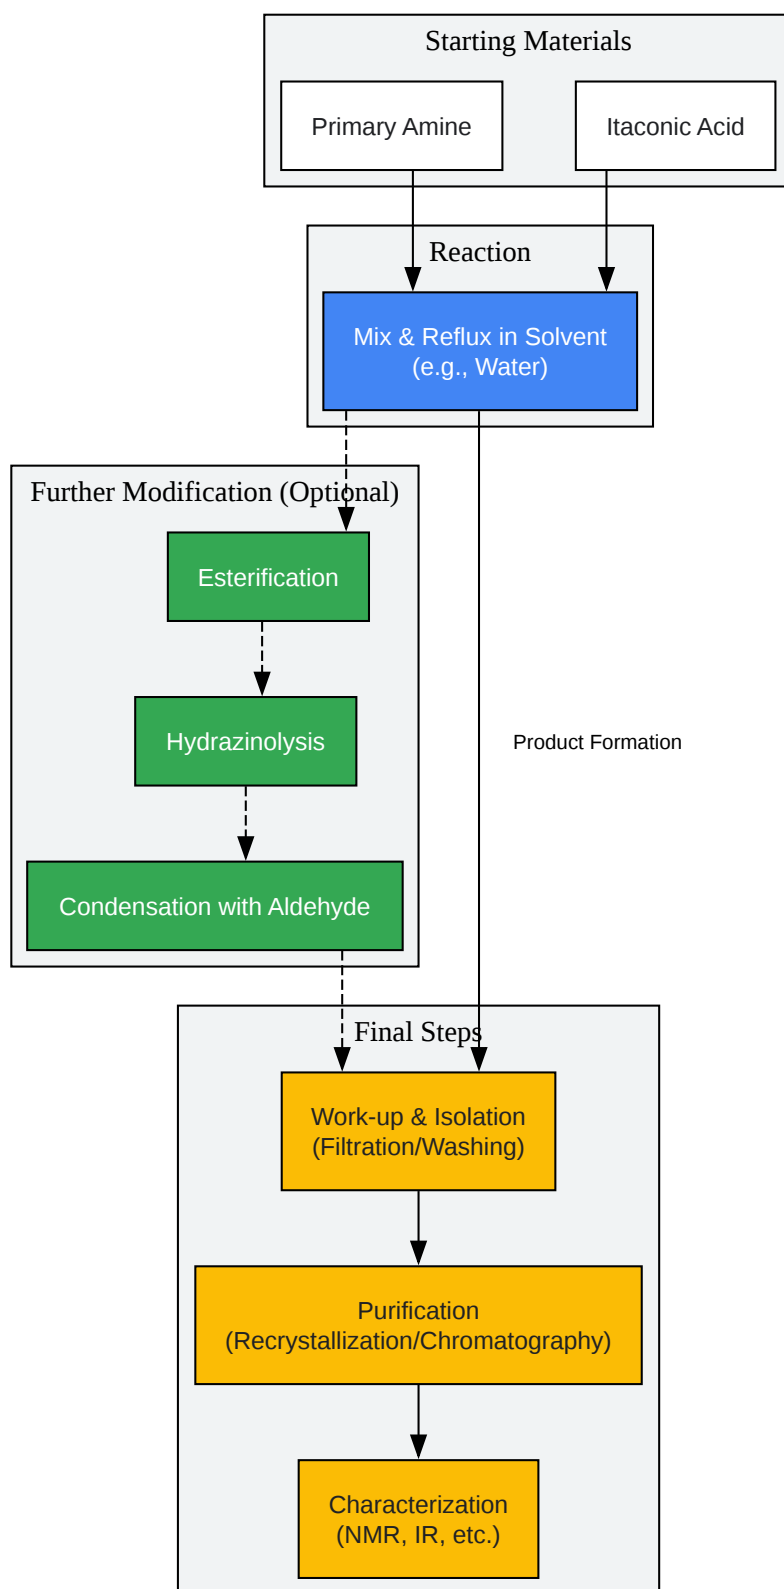 Starting Materials
Primary Amine
Itaconic Acid
Reaction
Mix & Reflux in Solvent
(e.g., Water)
Further Modification (Optional)
Esterification
Hydrazinolysis
Product Formation
Condensation with Aldehyde
Final Steps
Work-up & Isolation
(Filtration/Washing)
Purification
(Recrystallization/Chromatography)
Characterization
(NMR, IR, etc.)